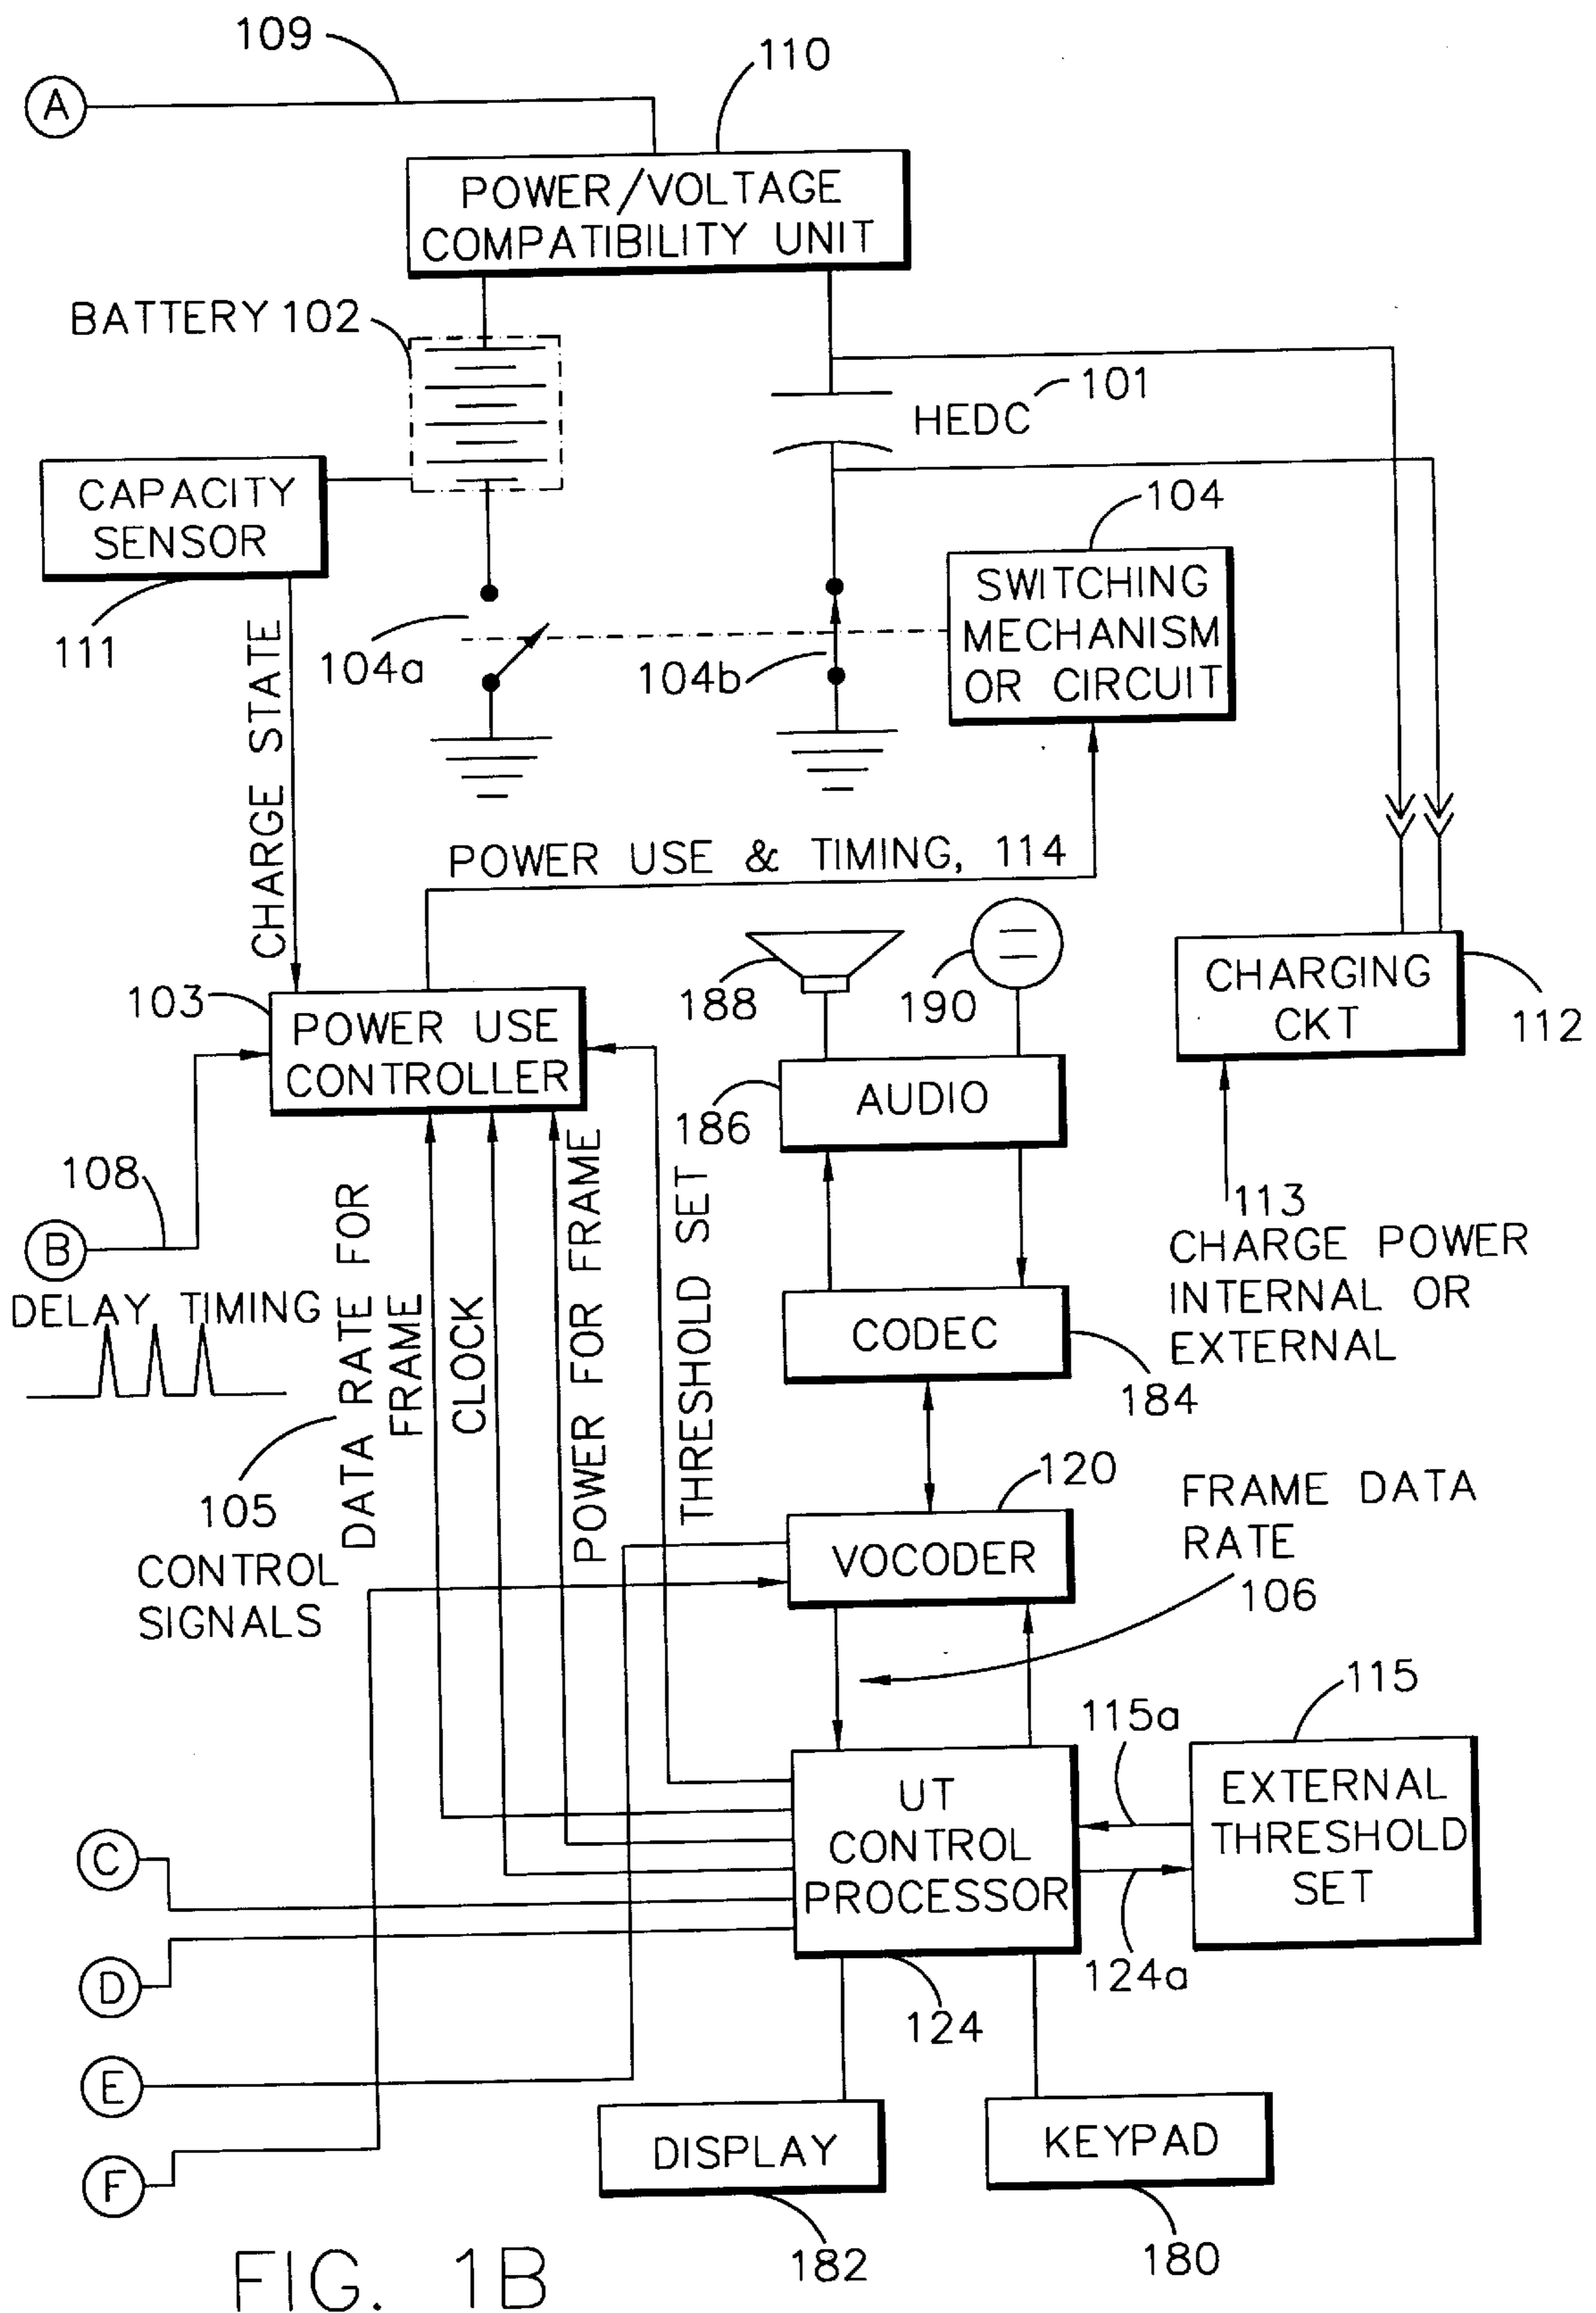 109
A
110
POWER/VOLTAGE
COMPATIBILITY UNIT
BATTERY 102
101
HEDC
CAPACITY
SENSOR
111
104
SWITCHING
MECHANISM
OR CIRCUIT
104a
104b
CHARGE STATE
POWER USE & TIMING, 114
188
190
CHARGING
CKT
112
103
POWER USE
CONTROLLER
AUDIO
186
108
B
DELAY TIMING
113
CHARGE POWER
INTERNAL OR
EXTERNAL
DATA RATE FOR
FRAME
CLOCK
POWER FOR FRAME
THRESHOLD SET
CODEC
184
105
CONTROL
SIGNALS
120
VOCODER
FRAME DATA
RATE
106
115
115a
UT
CONTROL
PROCESSOR
EXTERNAL
THRESHOLD
SET
124a
124
C
D
E
F
DISPLAY
182
KEYPAD
180
FIG. 1B